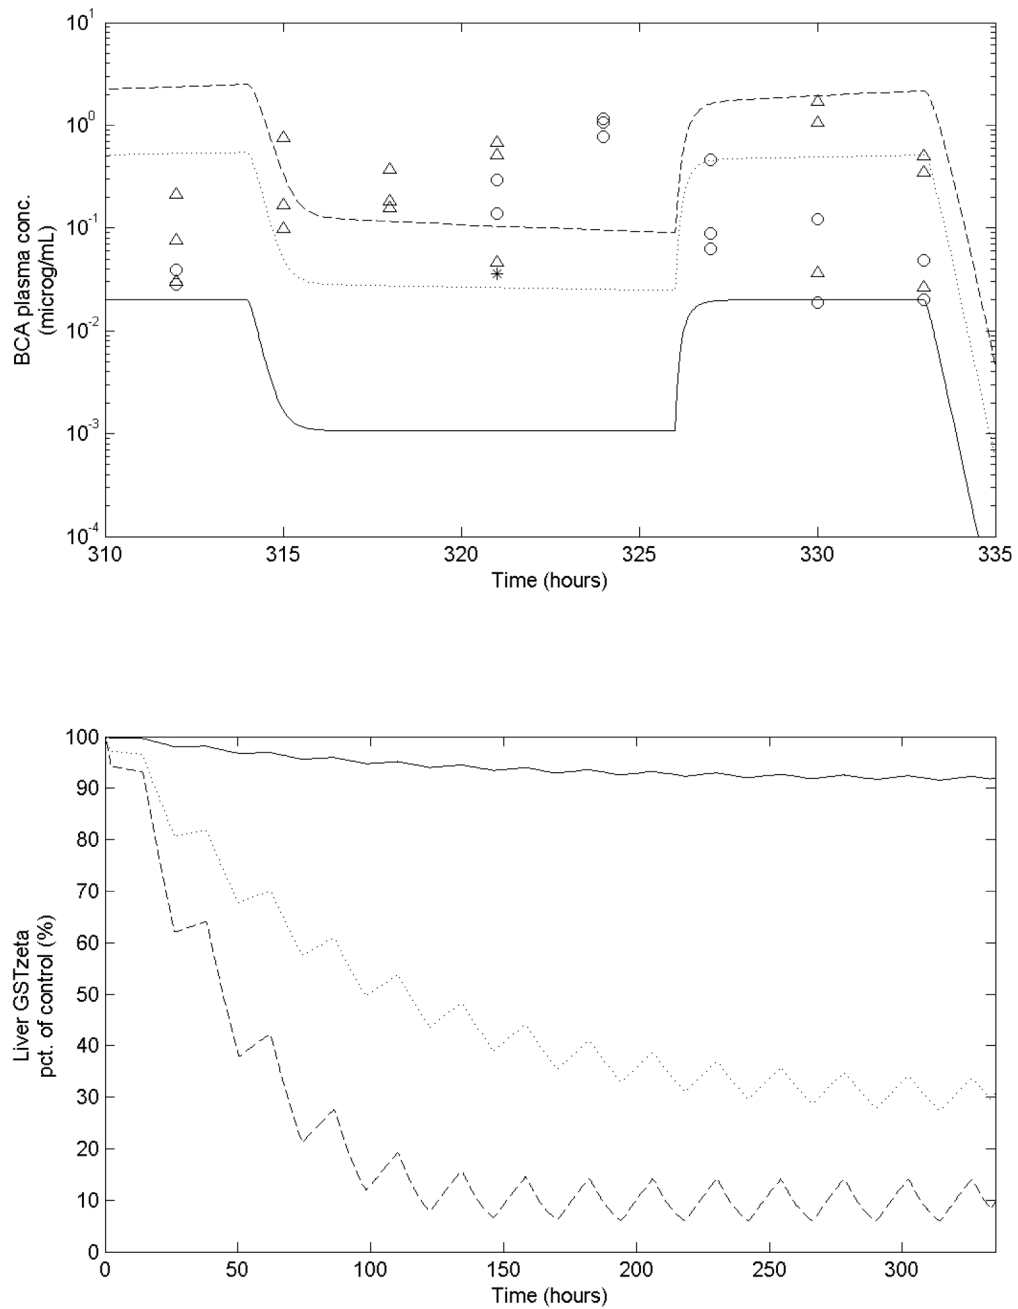 10^1
10^0
10^-1
10^-2
10^-3
10^-4
BCA plasma conc.
(microg/mL)
310 315 320 325 330 335
Time (hours)
100
90
80
70
60
50
40
30
20
10
0
Liver GSTzeta
pct. of control (%)
0 50 100 150 200 250 300
Time (hours)